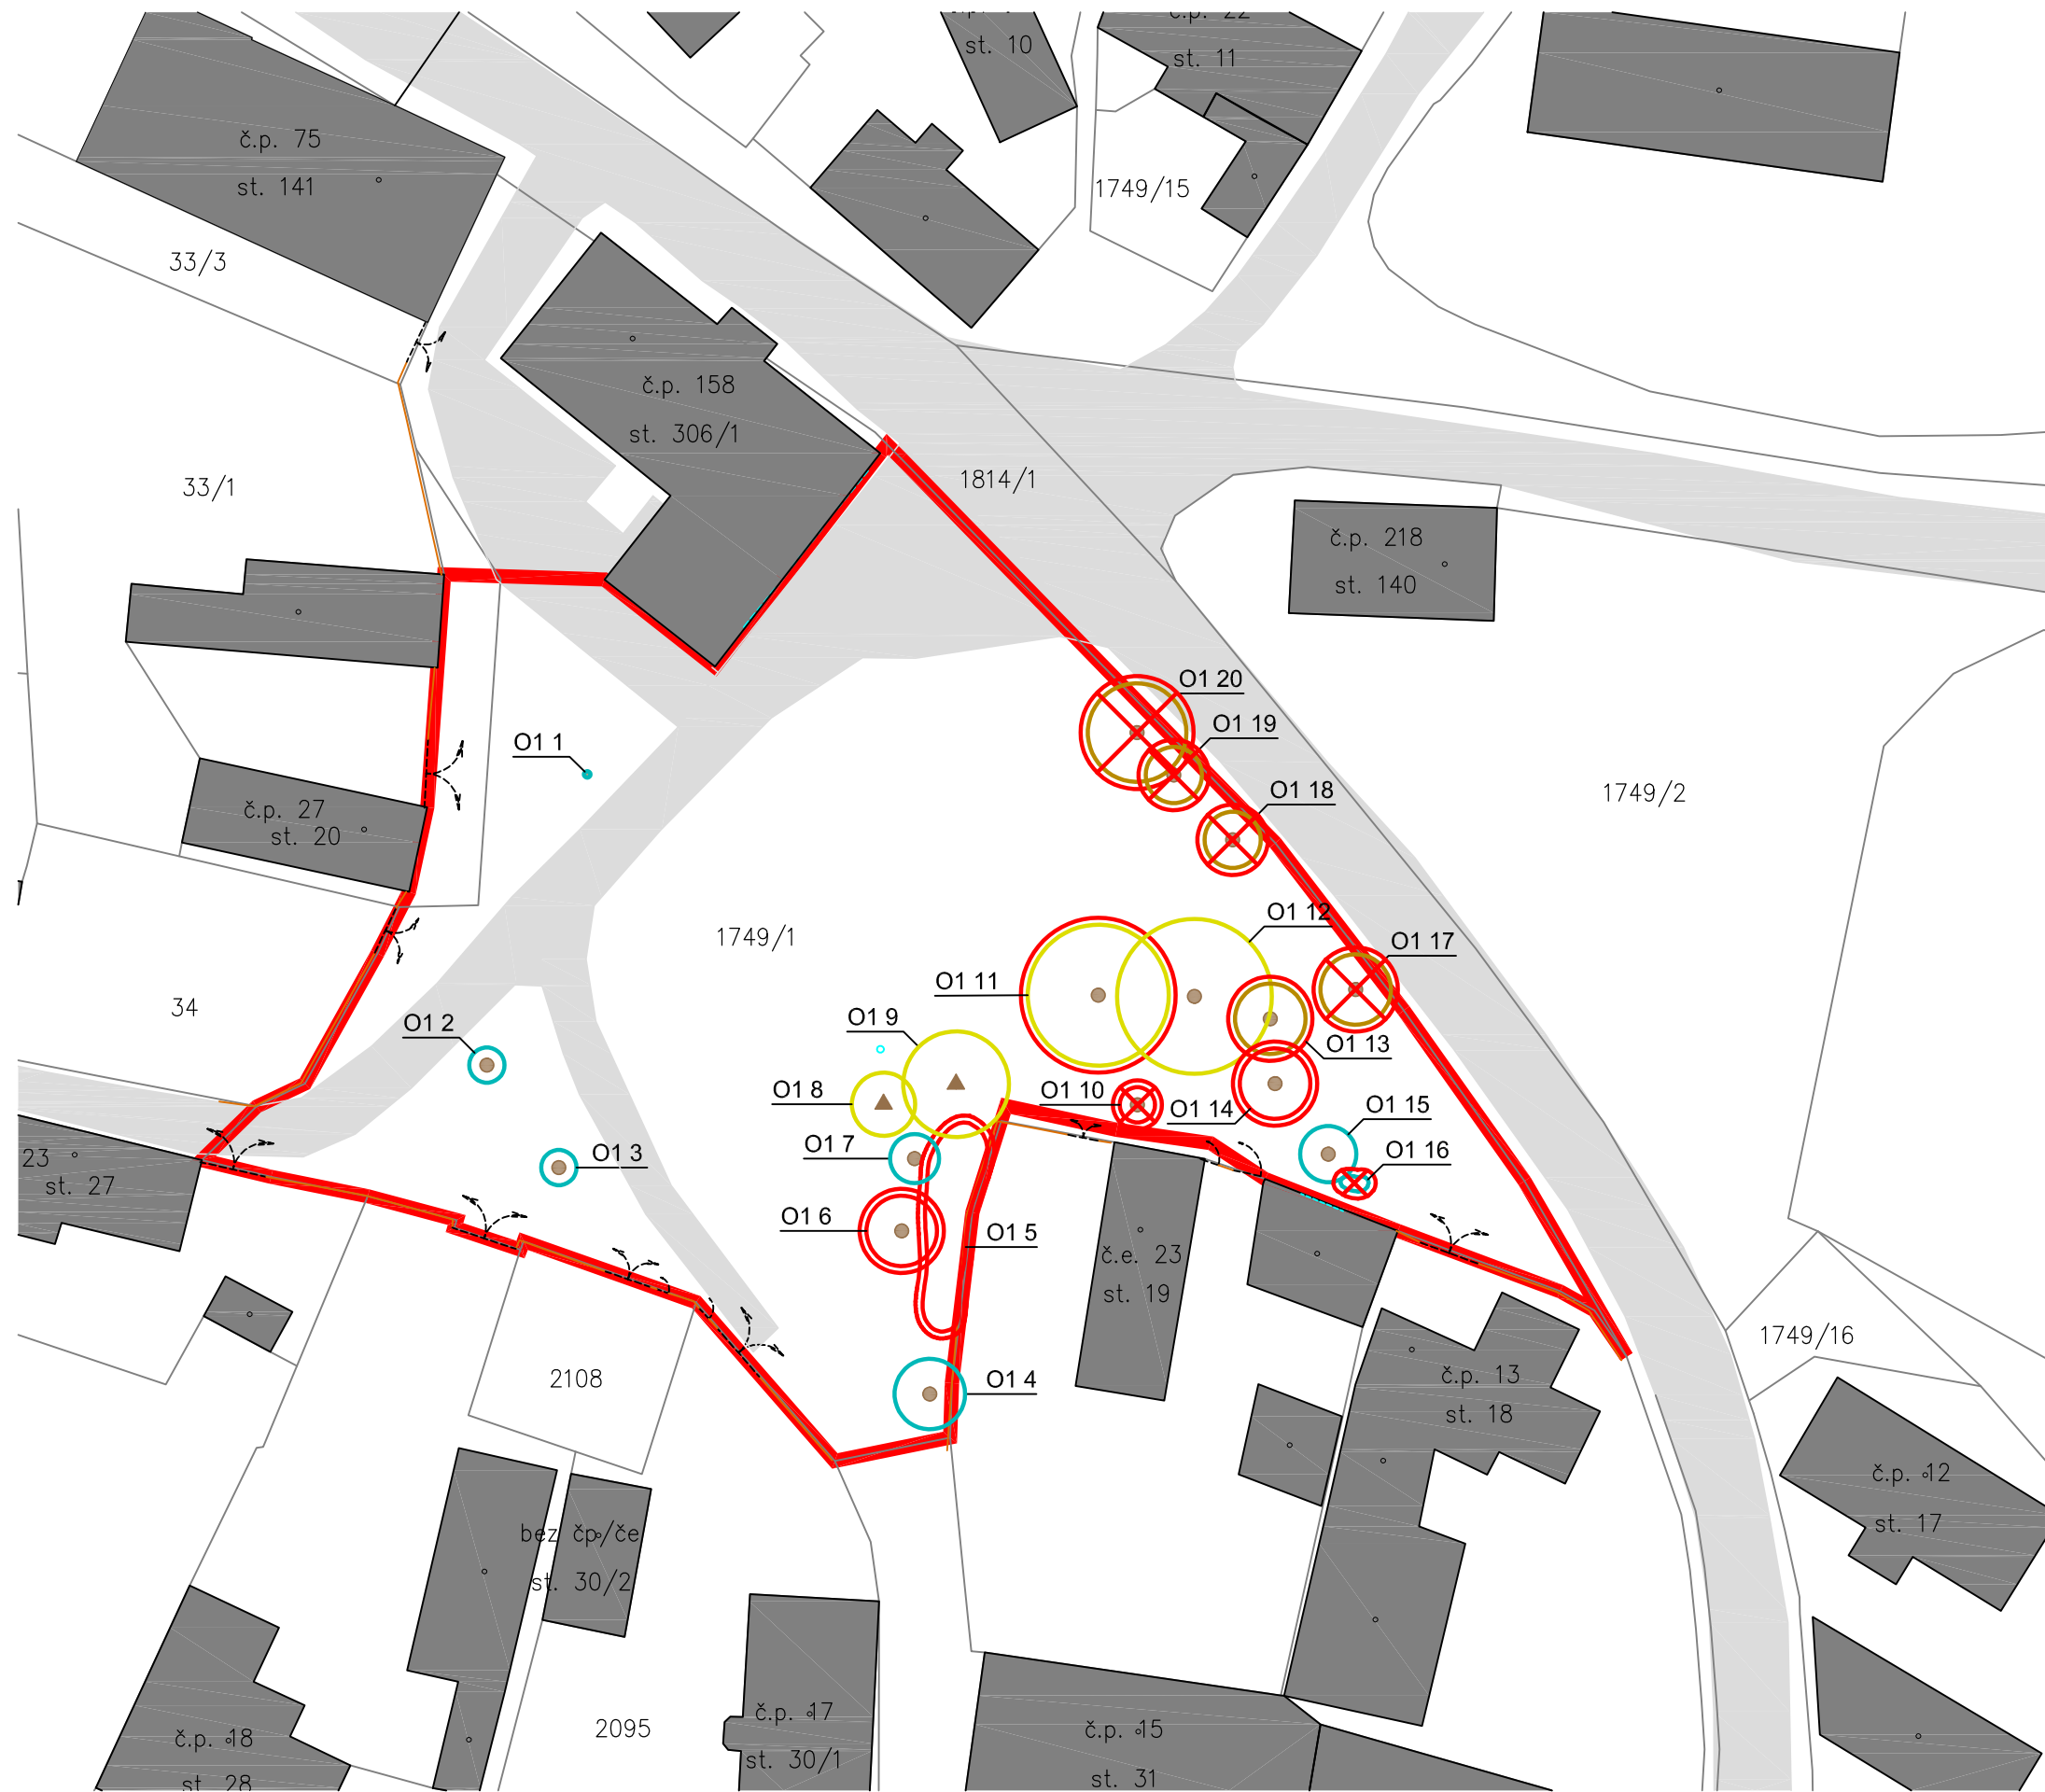 č.p. 22
st. 10
st. 11
č.p. 75
st. 141
1749/15
33/3
č.p. 158
st. 306/1
33/1
1814/1
č.p. 218
st. 140
O1 20
O1 19
O1 1
O1 18
1749/2
č.p. 27
st. 20
O1 12
1749/1
O1 17
O1 11
34
O1 9
O1 2
O1 13
O1 8
O1 10
O1 14
O1 15
O1 7
O1 3
O1 16
23
st. 27
O1 6
O1 5
č.e. 23
st. 19
1749/16
2108
O1 4
č.p. 13
st. 18
č.p. 12
st. 17
bez čp/če
st. 30/2
č.p. 17
st. 30/1
2095
č.p. 15
st. 31
č.p. 18
st. 28